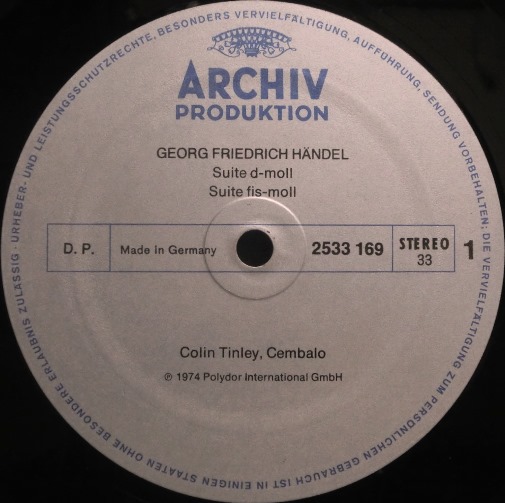 ARCHIV
PRODUKTION
GEORG FRIEDRICH HÄNDEL
Suite d-moll
Suite fis-moll
D. P.
Made in Germany
2533 169
STEREO
33
1
Colin Tinley, Cembalo
℗ 1974 Polydor International GmbH
URHEBER- UND LEISTUNGSSCHUTZRECHTE, BESONDERS VERVIELFÄLTIGUNG, AUFFÜHRUNG, SENDUNG VORBEHALTEN; DIE VERVIELFÄLTIGUNG ZUM PERSÖNLICHEN GEBRAUCH IST IN EINIGEN STAATEN OHNE BESONDERE ERLAUBNIS ZULÄSSIG ·